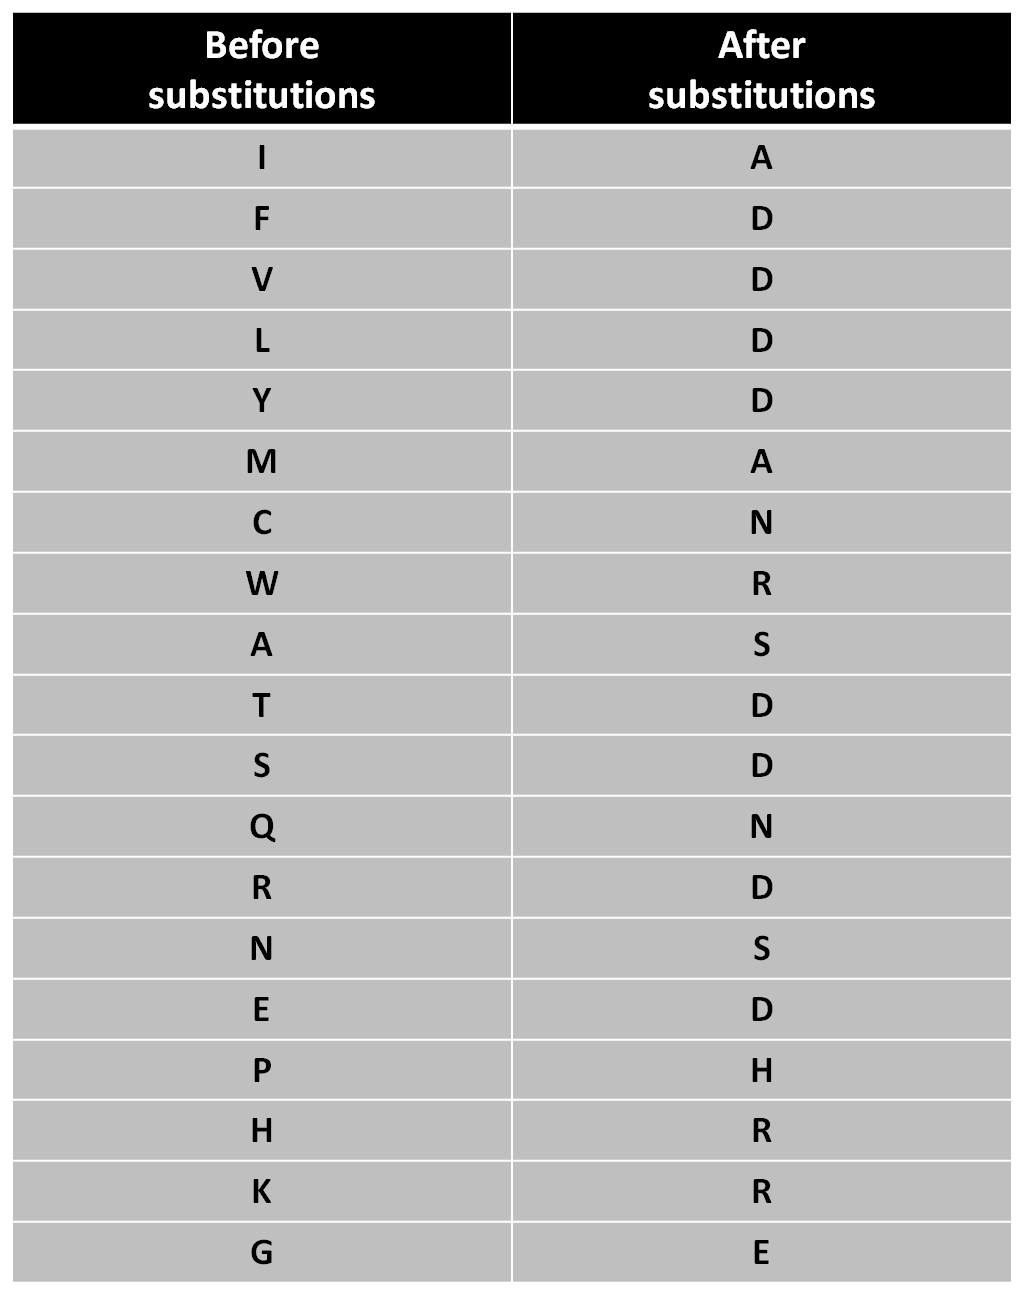 Before substitutions After substitutions
I A
F D
V D
L D
Y D
M A
C N
W R
A S
T D
S D
Q N
R D
N S
E D
P H
H R
K R
G E